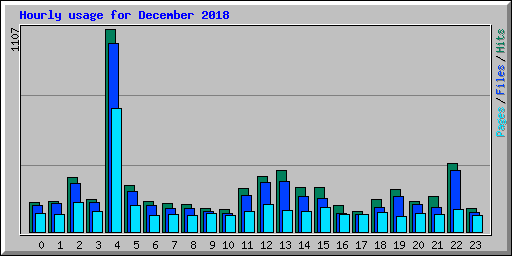 Hourly usage for December 2018
1107
Pages/Files/Hits
0 1 2 3 4 5 6 7 8 9 10 11 12 13 14 15 16 17 18 19 20 21 22 23